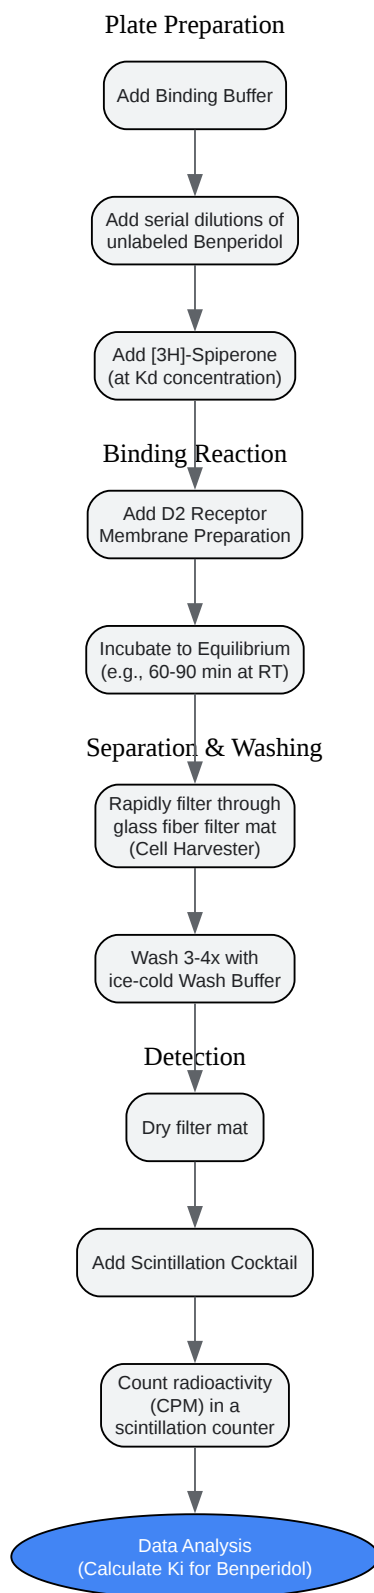 Plate Preparation
Add Binding Buffer
Add serial dilutions of
unlabeled Benperidol
Add [3H]-Spiperone
(at Kd concentration)
Binding Reaction
Add D2 Receptor
Membrane Preparation
Incubate to Equilibrium
(e.g., 60-90 min at RT)
Separation & Washing
Rapidly filter through
glass fiber filter mat
(Cell Harvester)
Wash 3-4x with
ice-cold Wash Buffer
Detection
Dry filter mat
Add Scintillation Cocktail
Count radioactivity
(CPM) in a
scintillation counter
Data Analysis
(Calculate Ki for Benperidol)